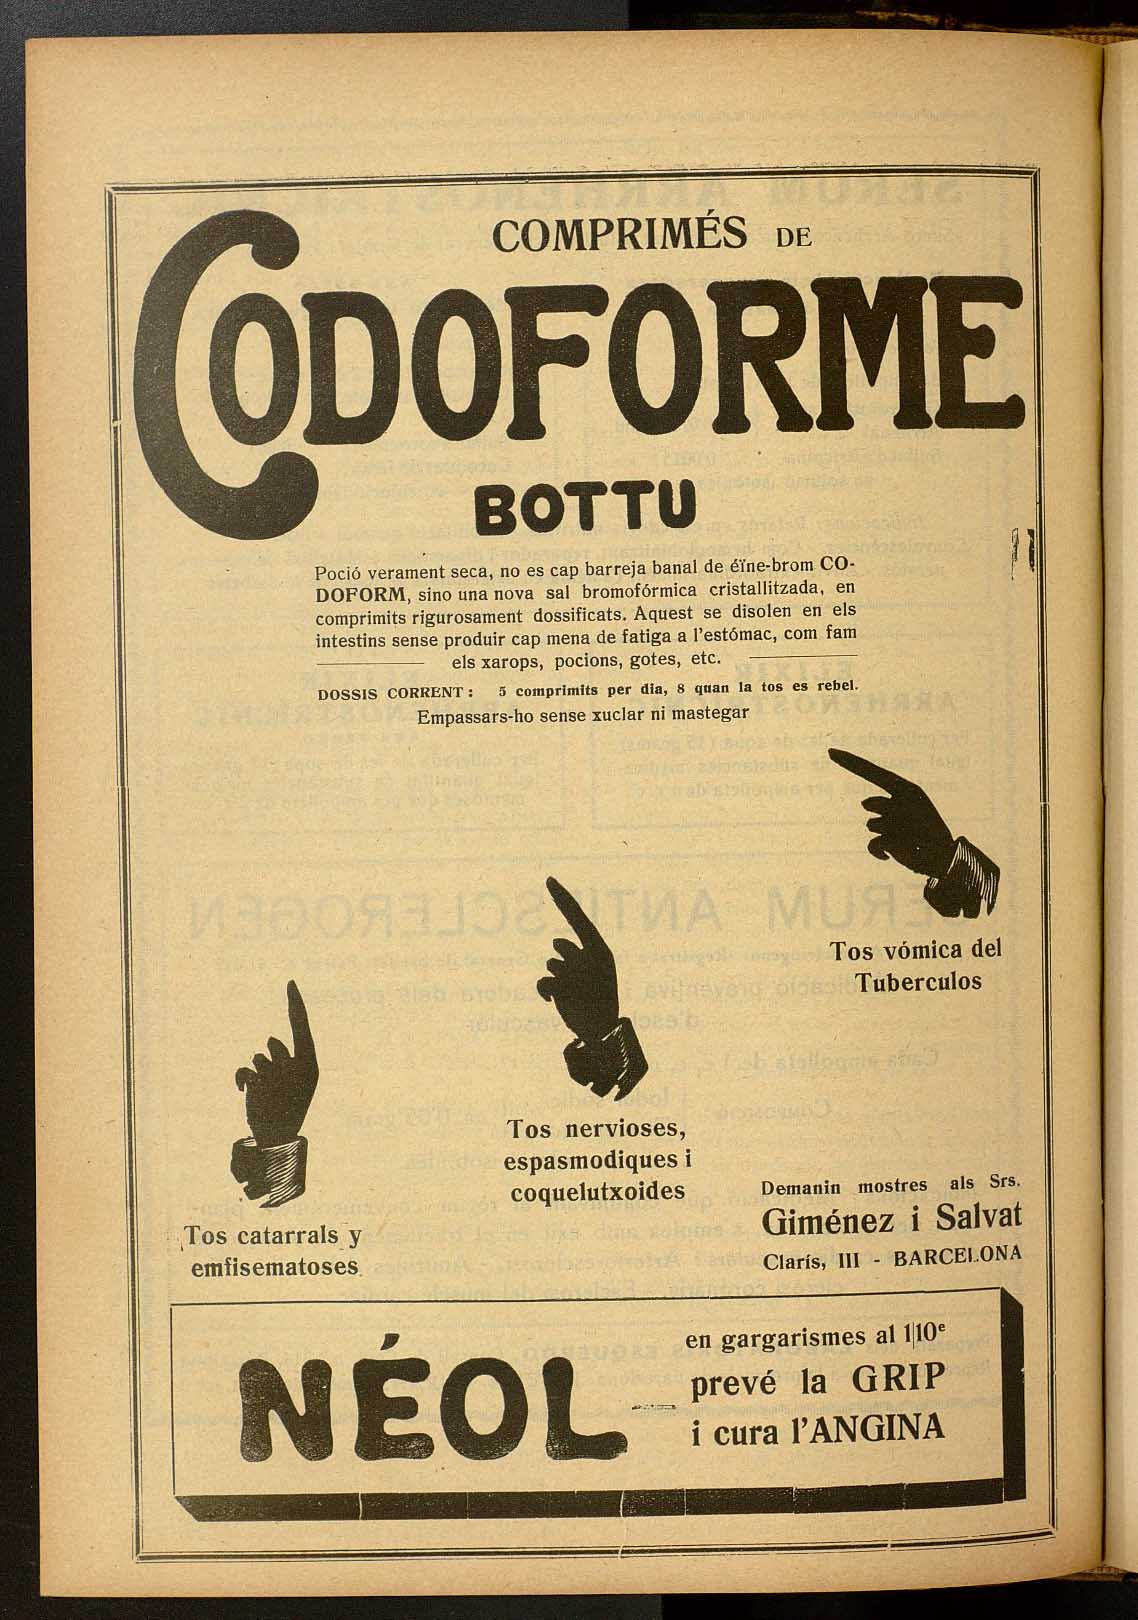 COMPRIMÉS DE
CODOFORME
BOTTU
Poció verament seca, no es cap barreja banal de éïne-brom CO-
DOFORM, sino una nova sal bromofórmica cristallitzada, en
comprimits rigurosament dossificats. Aquest se disolen en els
intestins sense produir cap mena de fatiga a l'estómac, com fam
els xarops, pocions, gotes, etc.
DOSSIS CORRENT: 5 comprimits per dia, 8 quan la tos es rebel.
Empassars-ho sense xuclar ni mastegar
Tos vómica del
Tuberculos
Tos nervioses,
espasmodiques i
coquelutxoides
Tos catarrals y
emfisematoses.
Demanin mostres als Srs.
Giménez i Salvat
Clarís, III - BARCELONA
NÉOL
en gargarismes al 1|10e
prevé la GRIP
i cura l'ANGINA